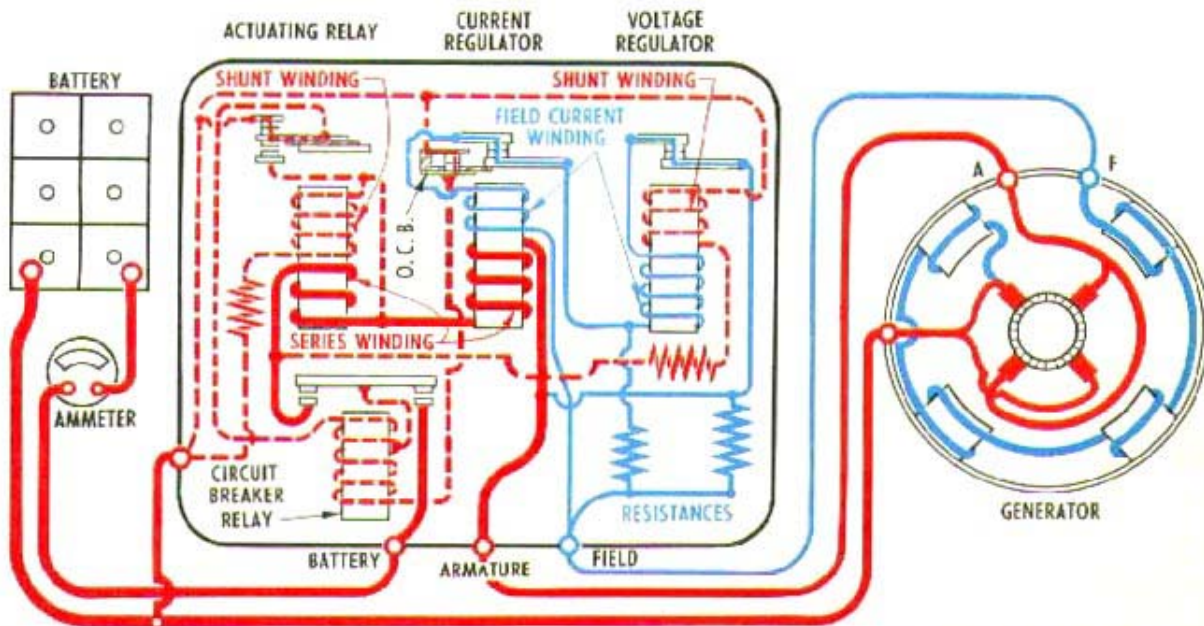 ACTUATING RELAY
CURRENT
REGULATOR
VOLTAGE
REGULATOR
BATTERY
SHUNT WINDING
SHUNT WINDING
FIELD CURRENT
WINDING
A
F
O.C.B.
SERIES WINDING
AMMETER
CIRCUIT
BREAKER
RELAY
RESISTANCES
GENERATOR
BATTERY
ARMATURE
FIELD